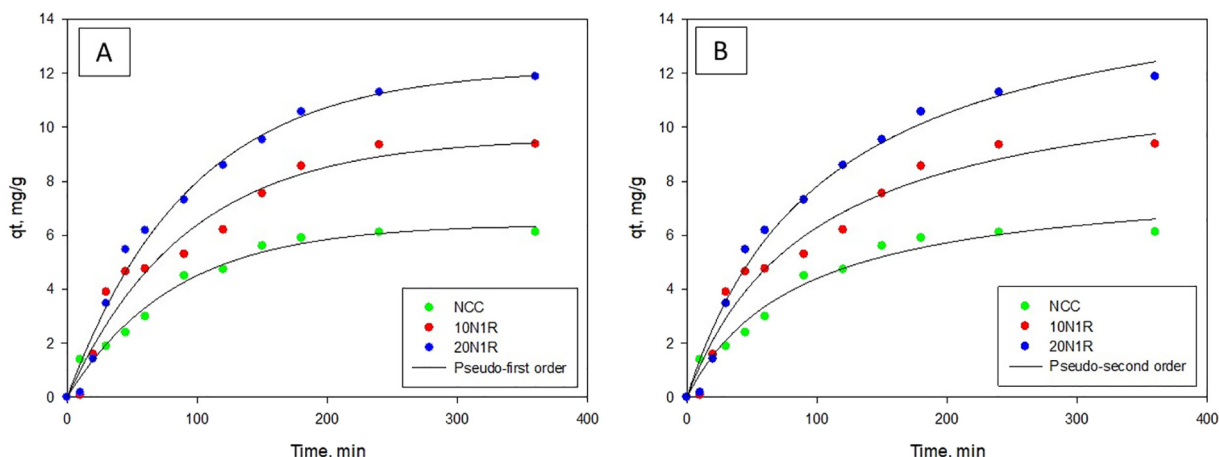 A
qt, mg/g
14
12
10
8
6
4
2
0
0
100
200
300
400
Time, min
NCC
10N1R
20N1R
Pseudo-first order
B
qt, mg/g
14
12
10
8
6
4
2
0
0
100
200
300
400
Time, min
NCC
10N1R
20N1R
Pseudo-second order